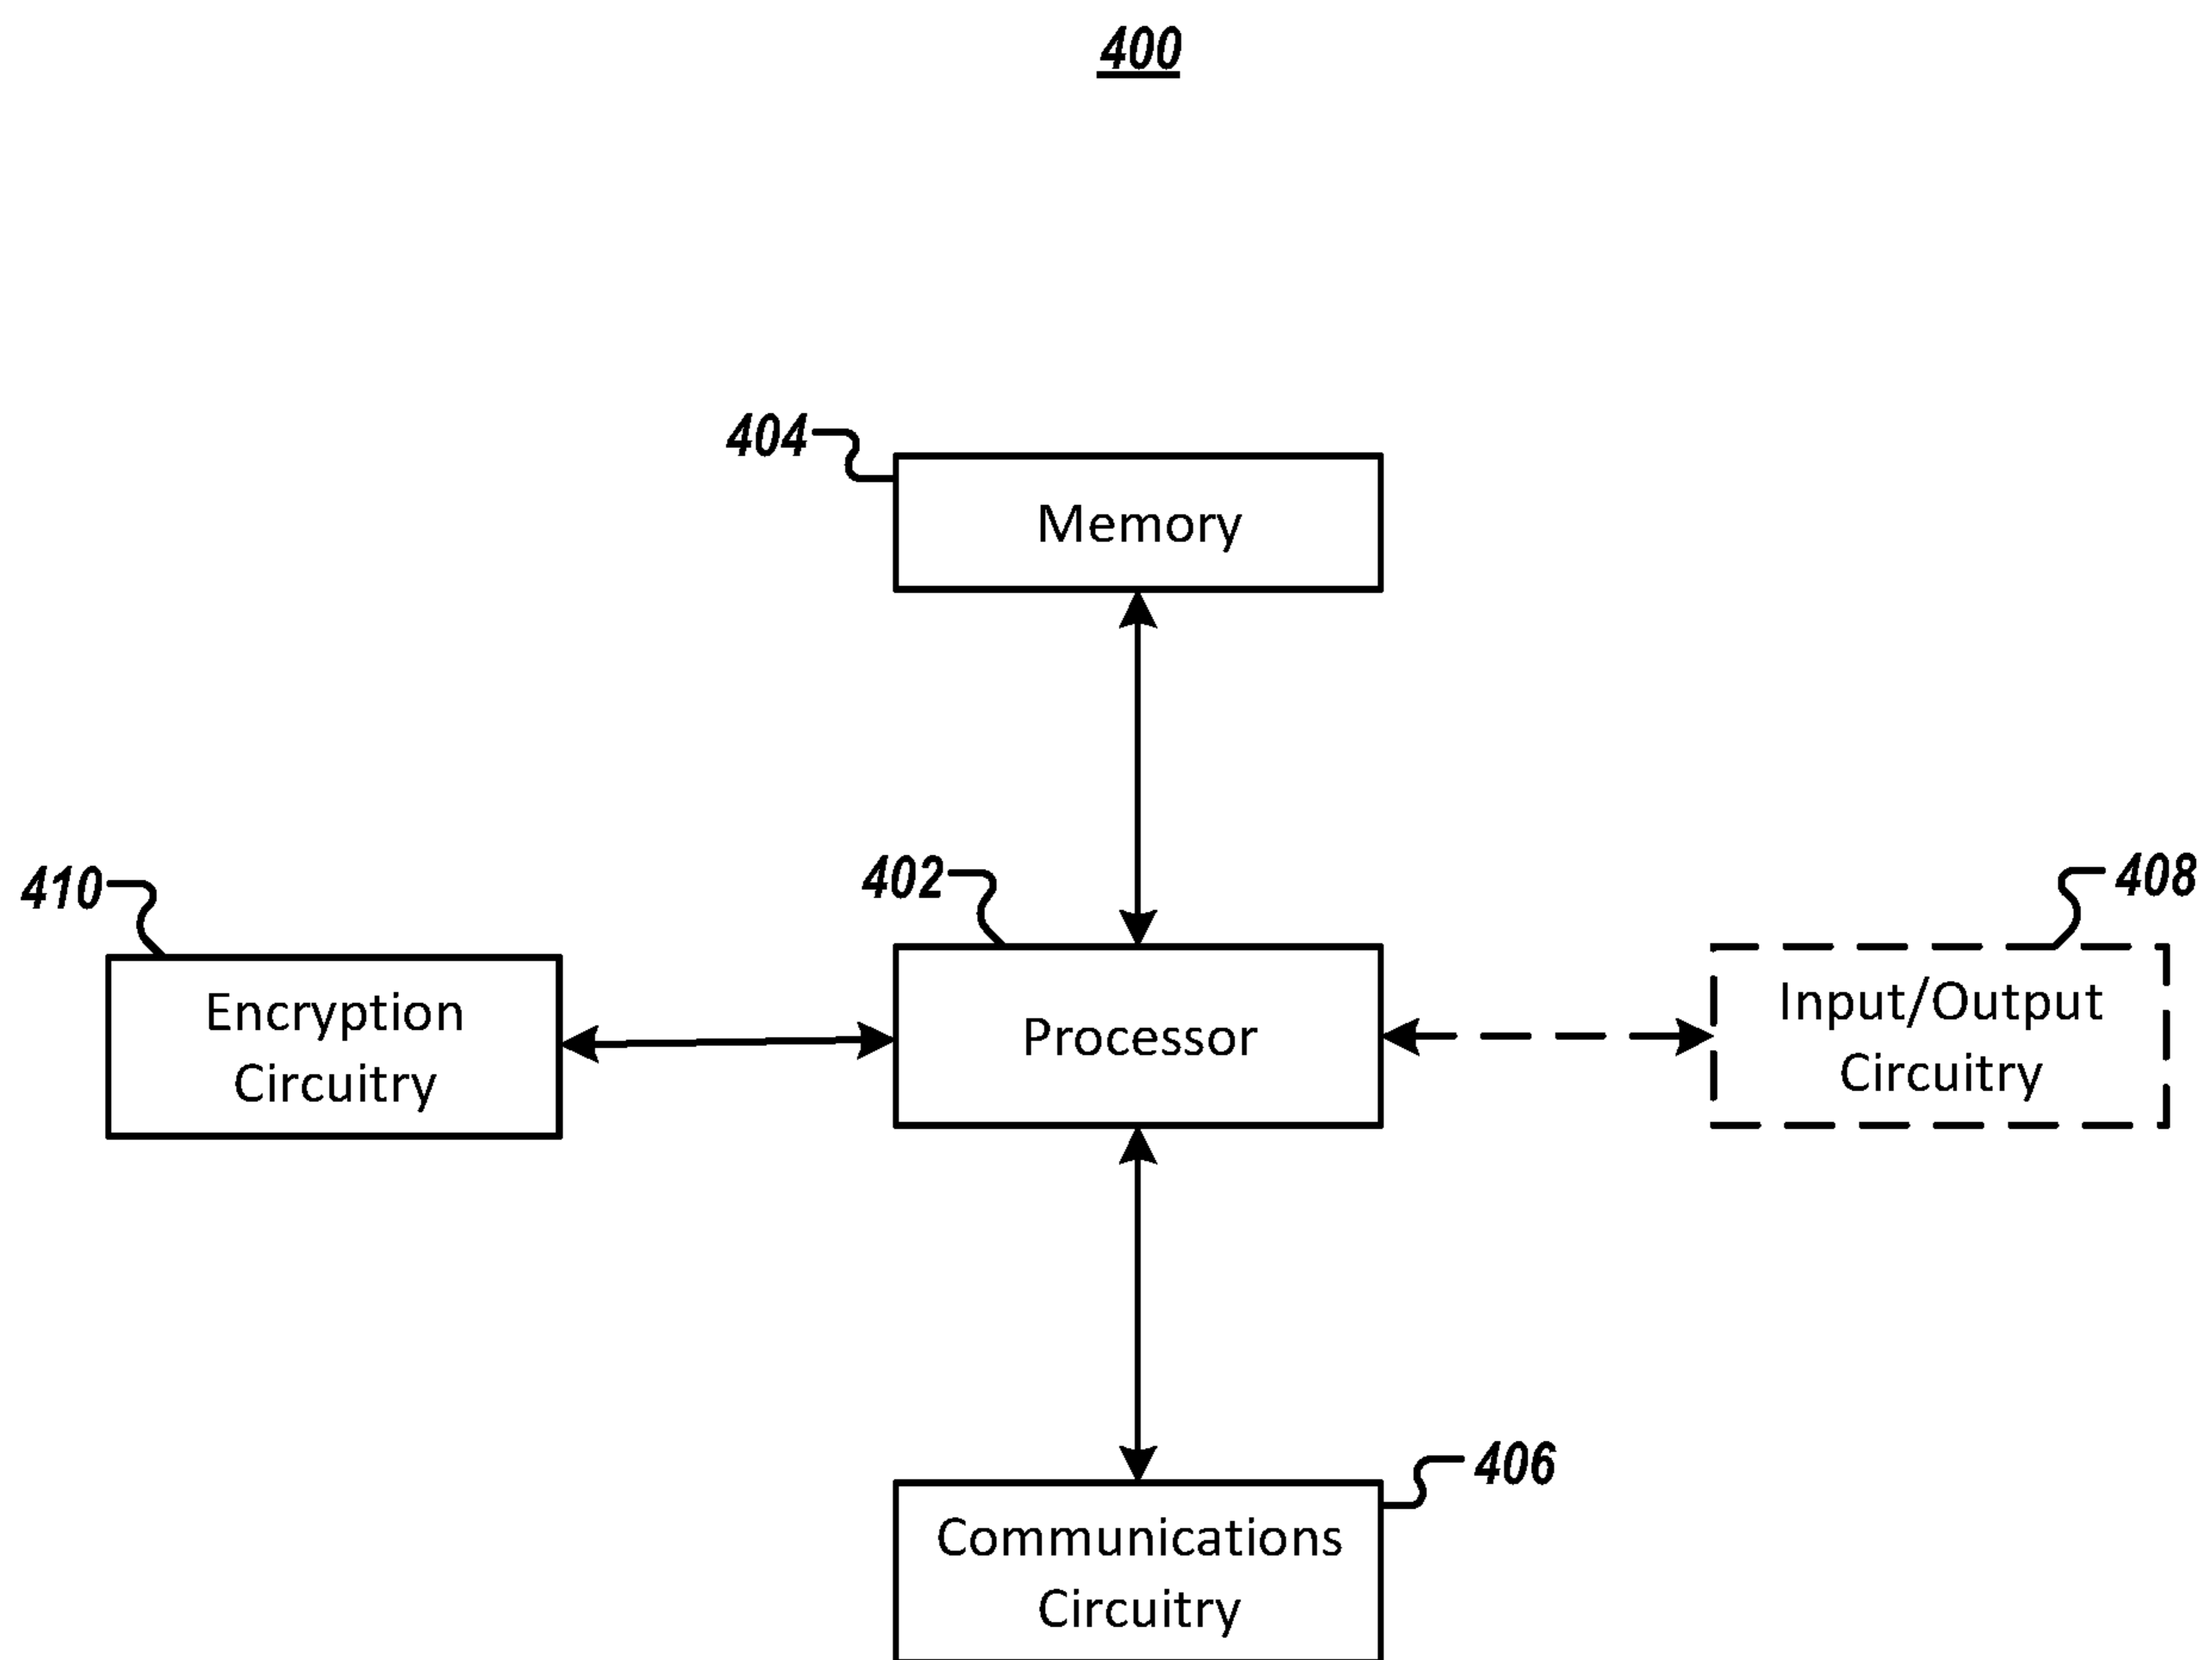 400
404
Memory
410
402
408
Encryption
Circuitry
Processor
Input/Output
Circuitry
406
Communications
Circuitry